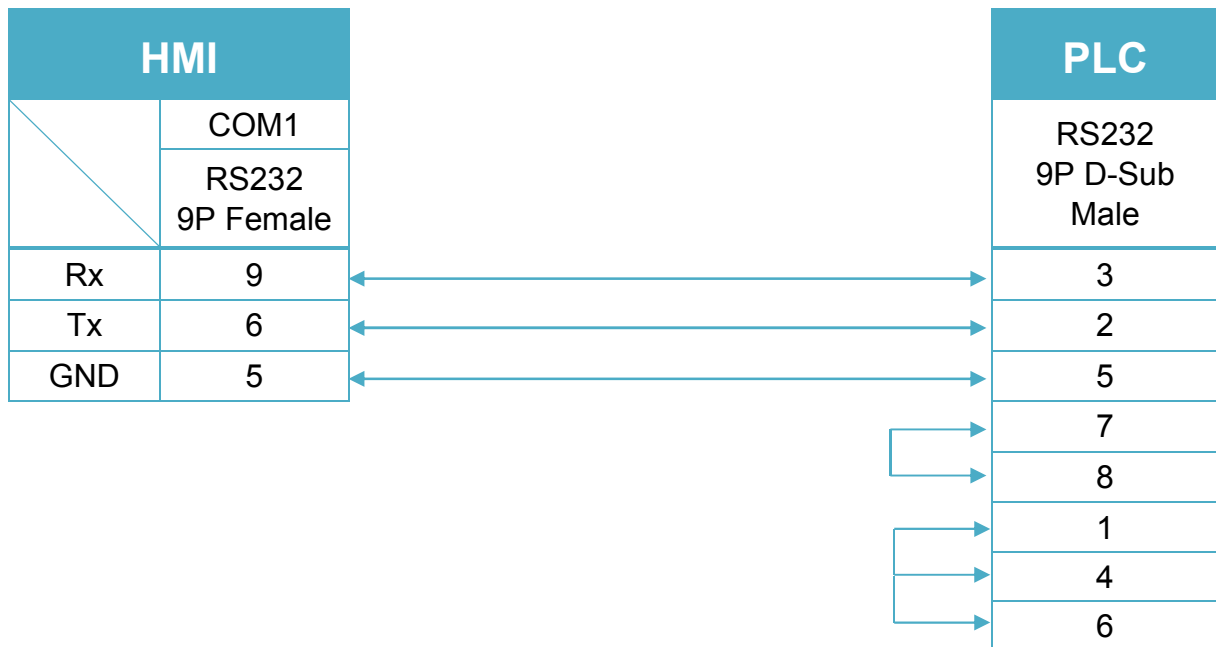 HMI
PLC
COM1
RS232
9P Female
RS232
9P D-Sub
Male
Rx 9 3
Tx 6 2
GND 5 5
7
8
1
4
6